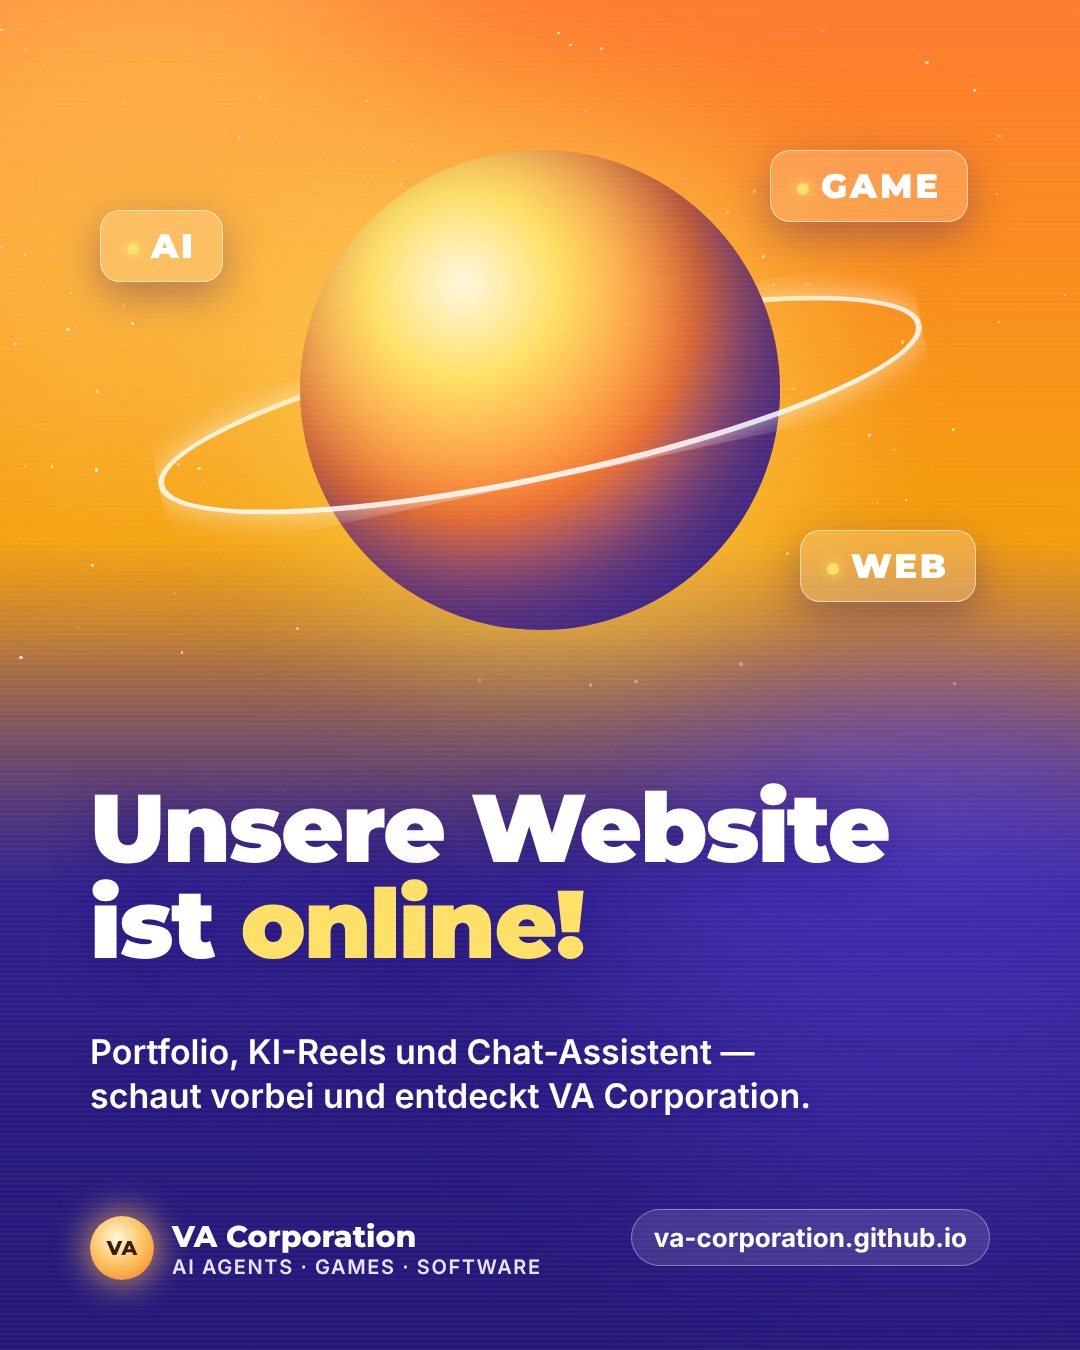 AI
GAME
WEB
Unsere Website
ist online!
Portfolio, KI-Reels und Chat-Assistent —
schaut vorbei und entdeckt VA Corporation.
VA
VA Corporation
AI AGENTS · GAMES · SOFTWARE
va-corporation.github.io